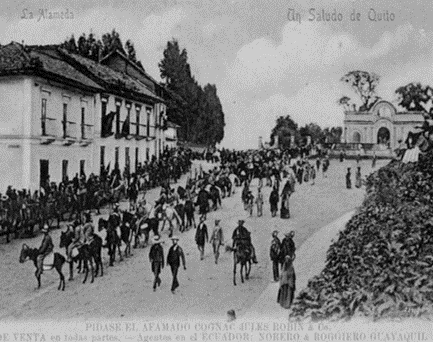 La Alameda
Un Saludo de Quito
PIDASE EL AFAMADO COGNAC JULES ROBIN & Co.
DE VENTA en todas partes. — Agentes en el ECUADOR: NORERO & ROGGIERO GUAYAQUIL